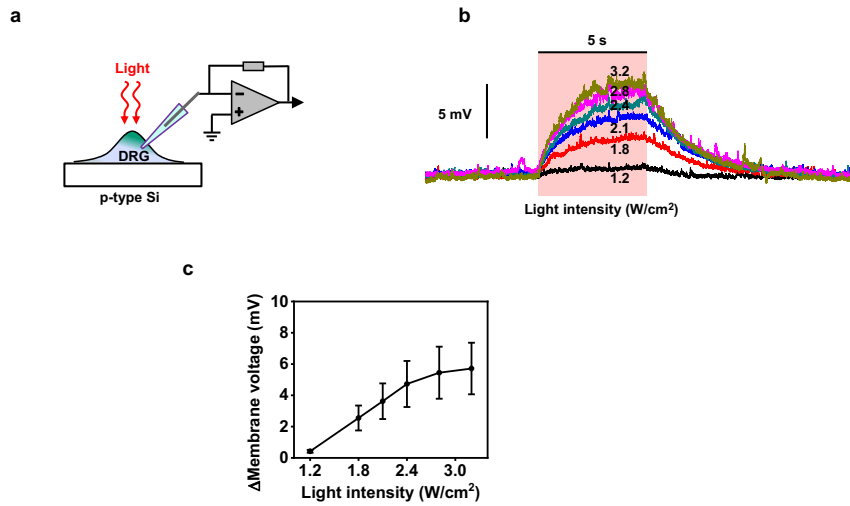 a
Light
DRG
p-type Si
b
5 s
5 mV
3.2
2.8
2.4
2.1
1.8
1.2
Light intensity (W/cm²)
c
ΔMembrane voltage (mV)
10
8
6
4
2
0
1.2 1.8 2.4 3.0
Light intensity (W/cm²)